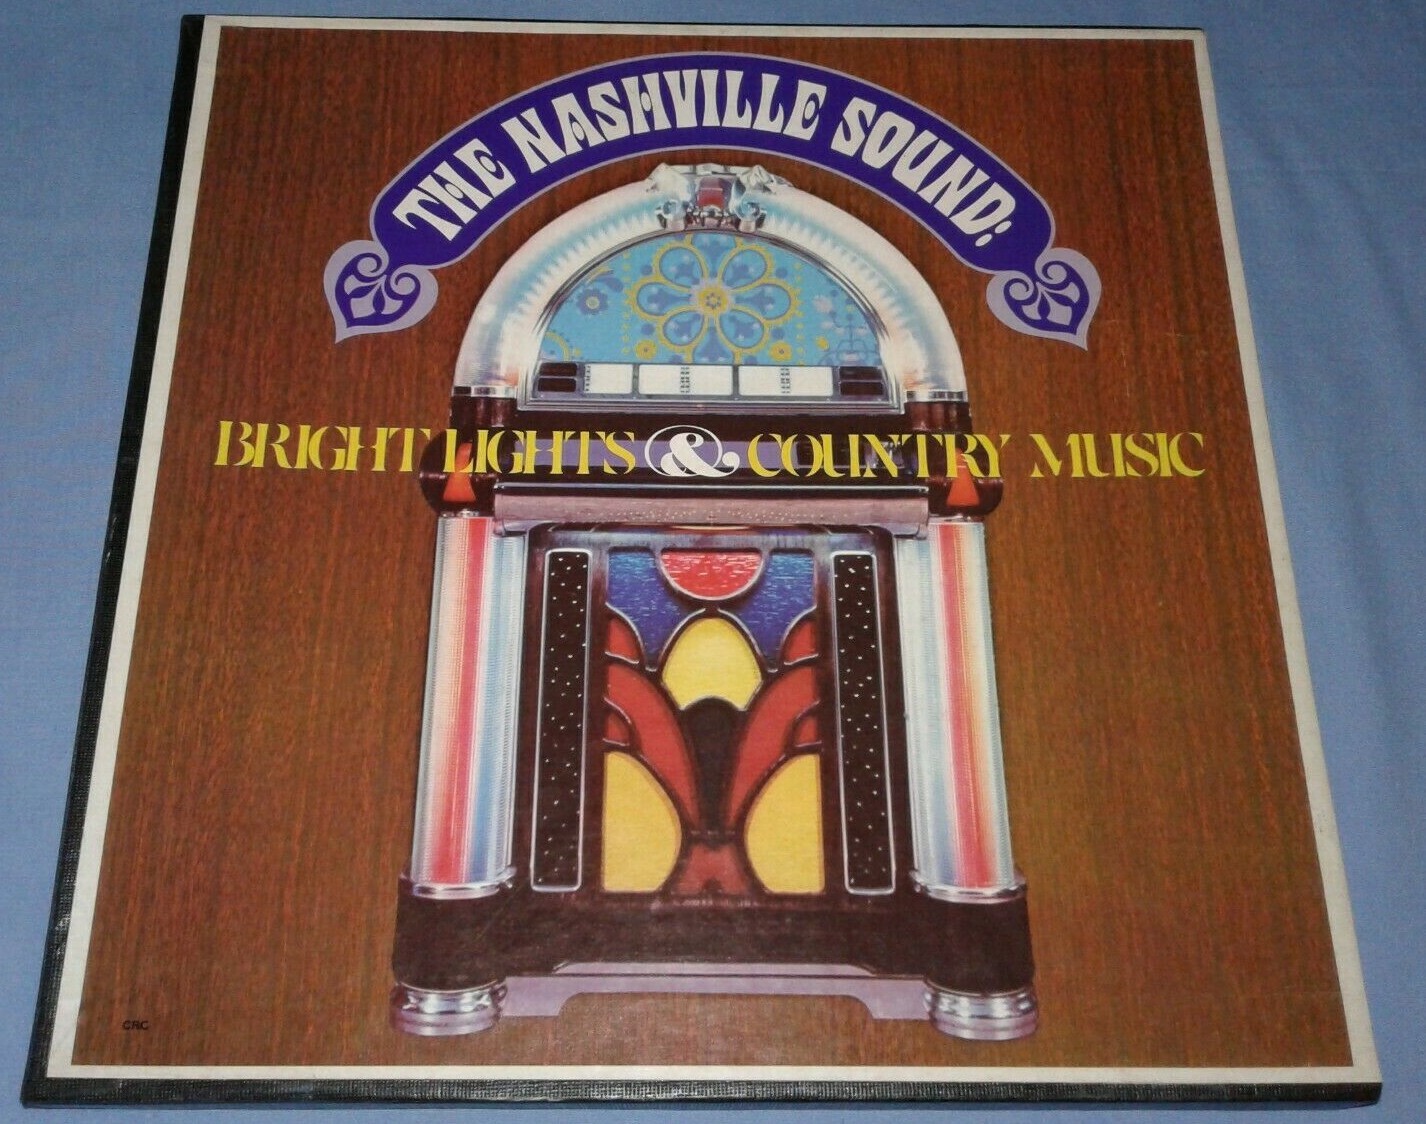 THE NASHVILLE SOUND:
BRIGHT LIGHTS & COUNTRY MUSIC
CRC